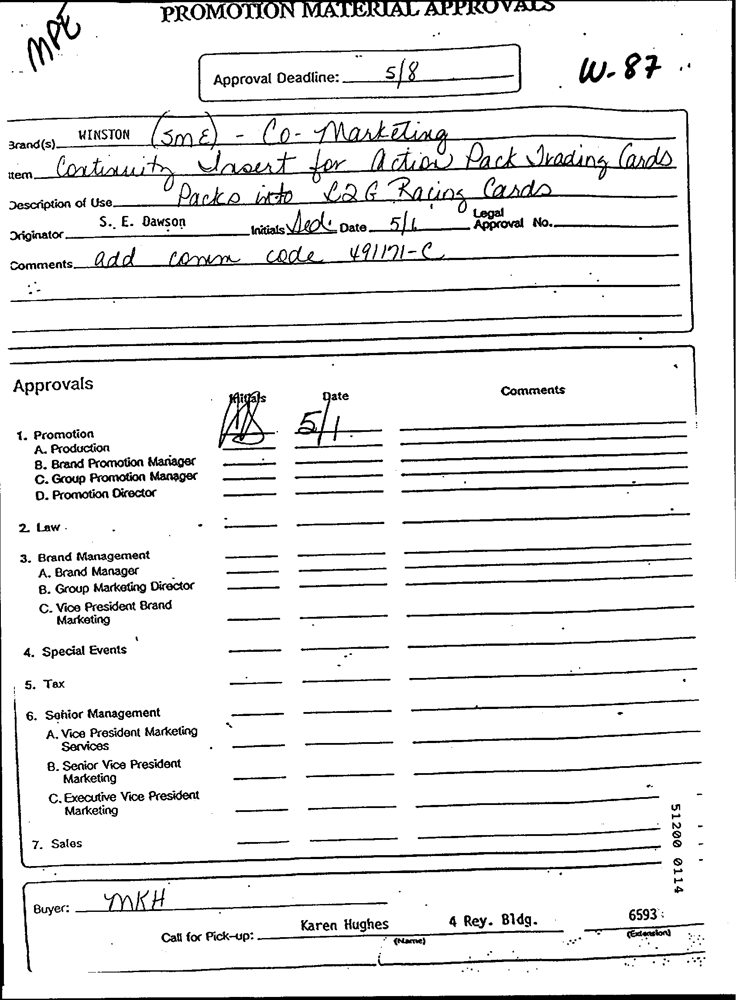 PROMOTION MATERIAL APPROVALS
MPE
Approval Deadline: 5/8
W-87
Brand(s) WINSTON (SME) - Co-Marketing
Item Continuity Insert for Action Pack Trading Cards
Description of Use Packs into L2G Racing Cards
Originator S. E. Dawson Initials Date 5/1 Legal Approval No.
Comments add comm code 491171-C
Approvals
Initials Date Comments
5/1
1. Promotion
A. Production
B. Brand Promotion Manager
C. Group Promotion Manager
D. Promotion Director
2. Law
3. Brand Management
A. Brand Manager
B. Group Marketing Director
C. Vice President Brand
Marketing
4. Special Events
5. Tax
6. Senior Management
A. Vice President Marketing
Services
B. Senior Vice President
Marketing
C. Executive Vice President
Marketing
7. Sales
51200 0114
Buyer: MKH
Call for Pick-up: Karen Hughes 4 Rey. Bldg. 6593
(Name) (Extension)